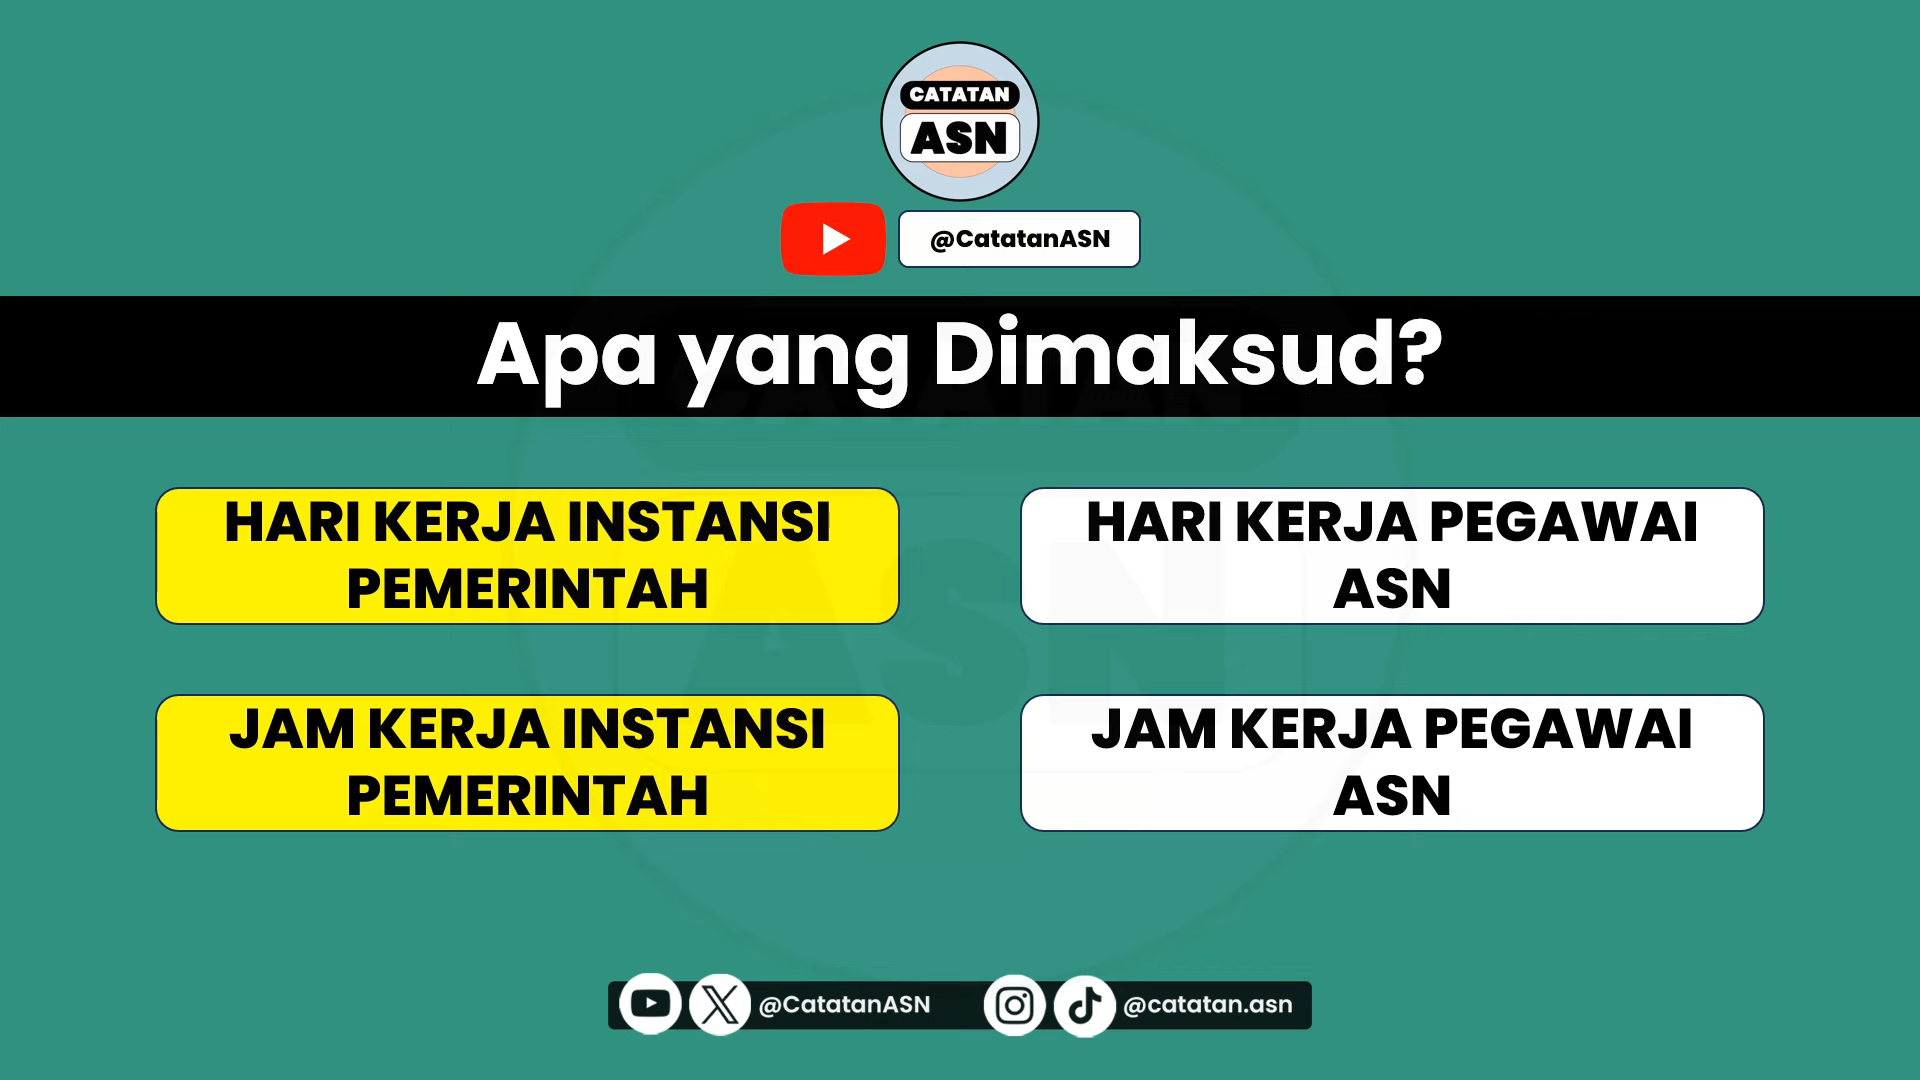 CATATAN
ASN
@CatatanASN
Apa yang Dimaksud?
HARI KERJA INSTANSI
PEMERINTAH
HARI KERJA PEGAWAI
ASN
JAM KERJA INSTANSI
PEMERINTAH
JAM KERJA PEGAWAI
ASN
@CatatanASN
@catatan.asn